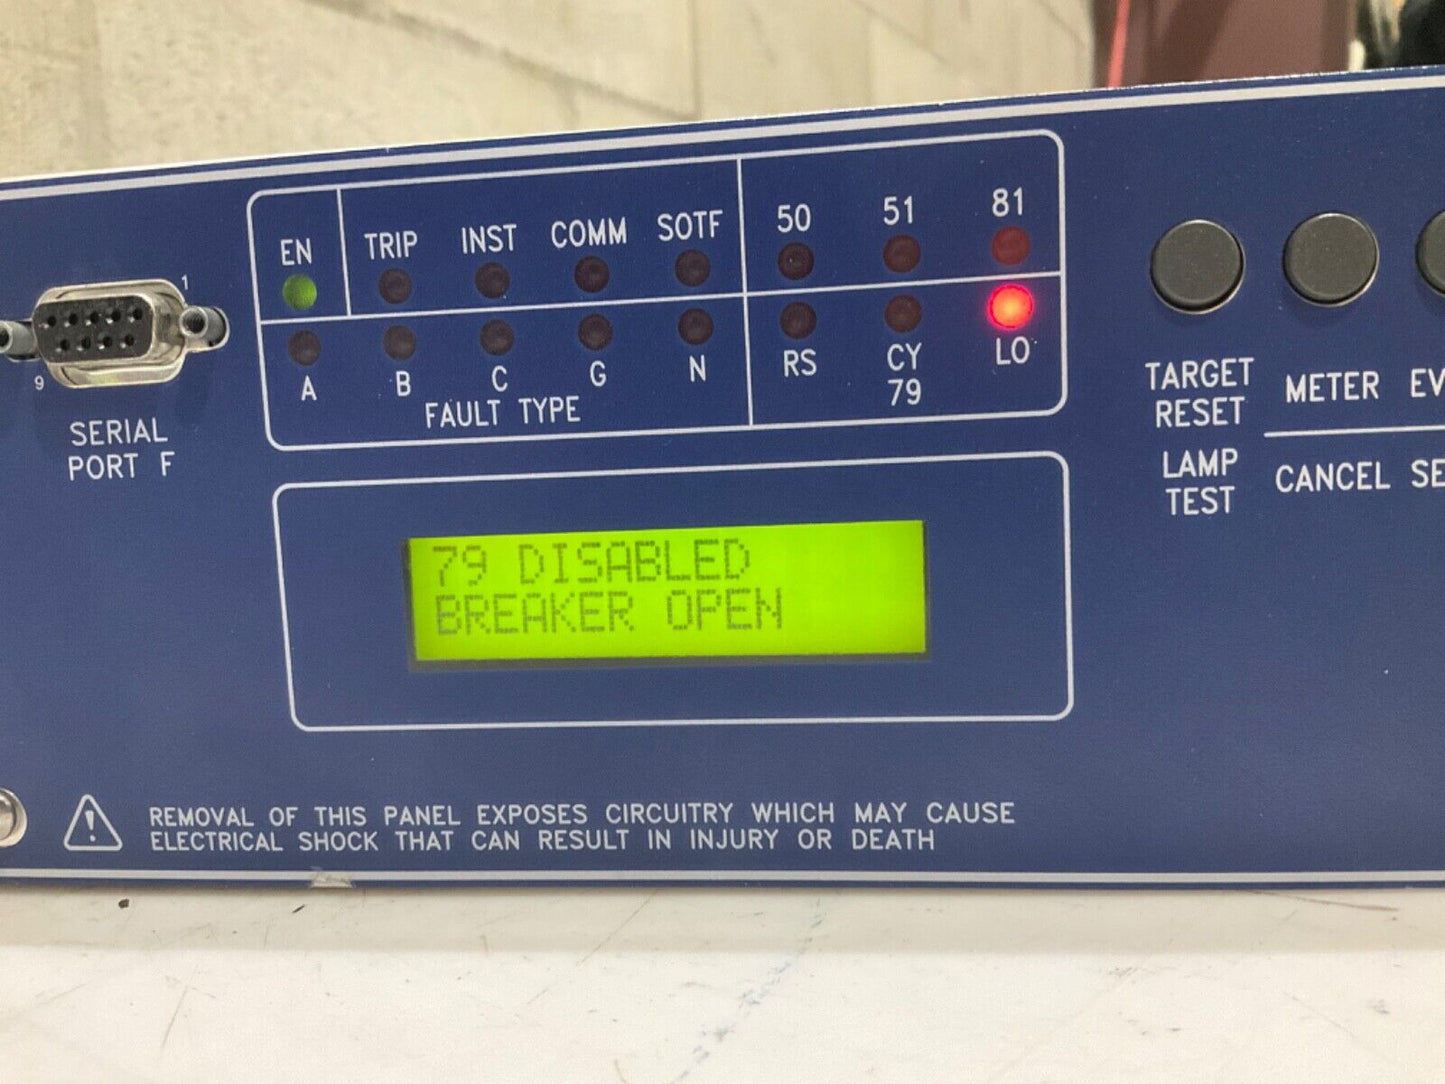 EN
TRIP INST COMM SOTF
50 51 81
A B C G N
FAULT TYPE
RS CY LO
79
1
9
SERIAL
PORT F
TARGET
RESET
METER
LAMP
TEST
CANCEL
79 DISABLED
BREAKER OPEN
REMOVAL OF THIS PANEL EXPOSES CIRCUITRY WHICH MAY CAUSE
ELECTRICAL SHOCK THAT CAN RESULT IN INJURY OR DEATH